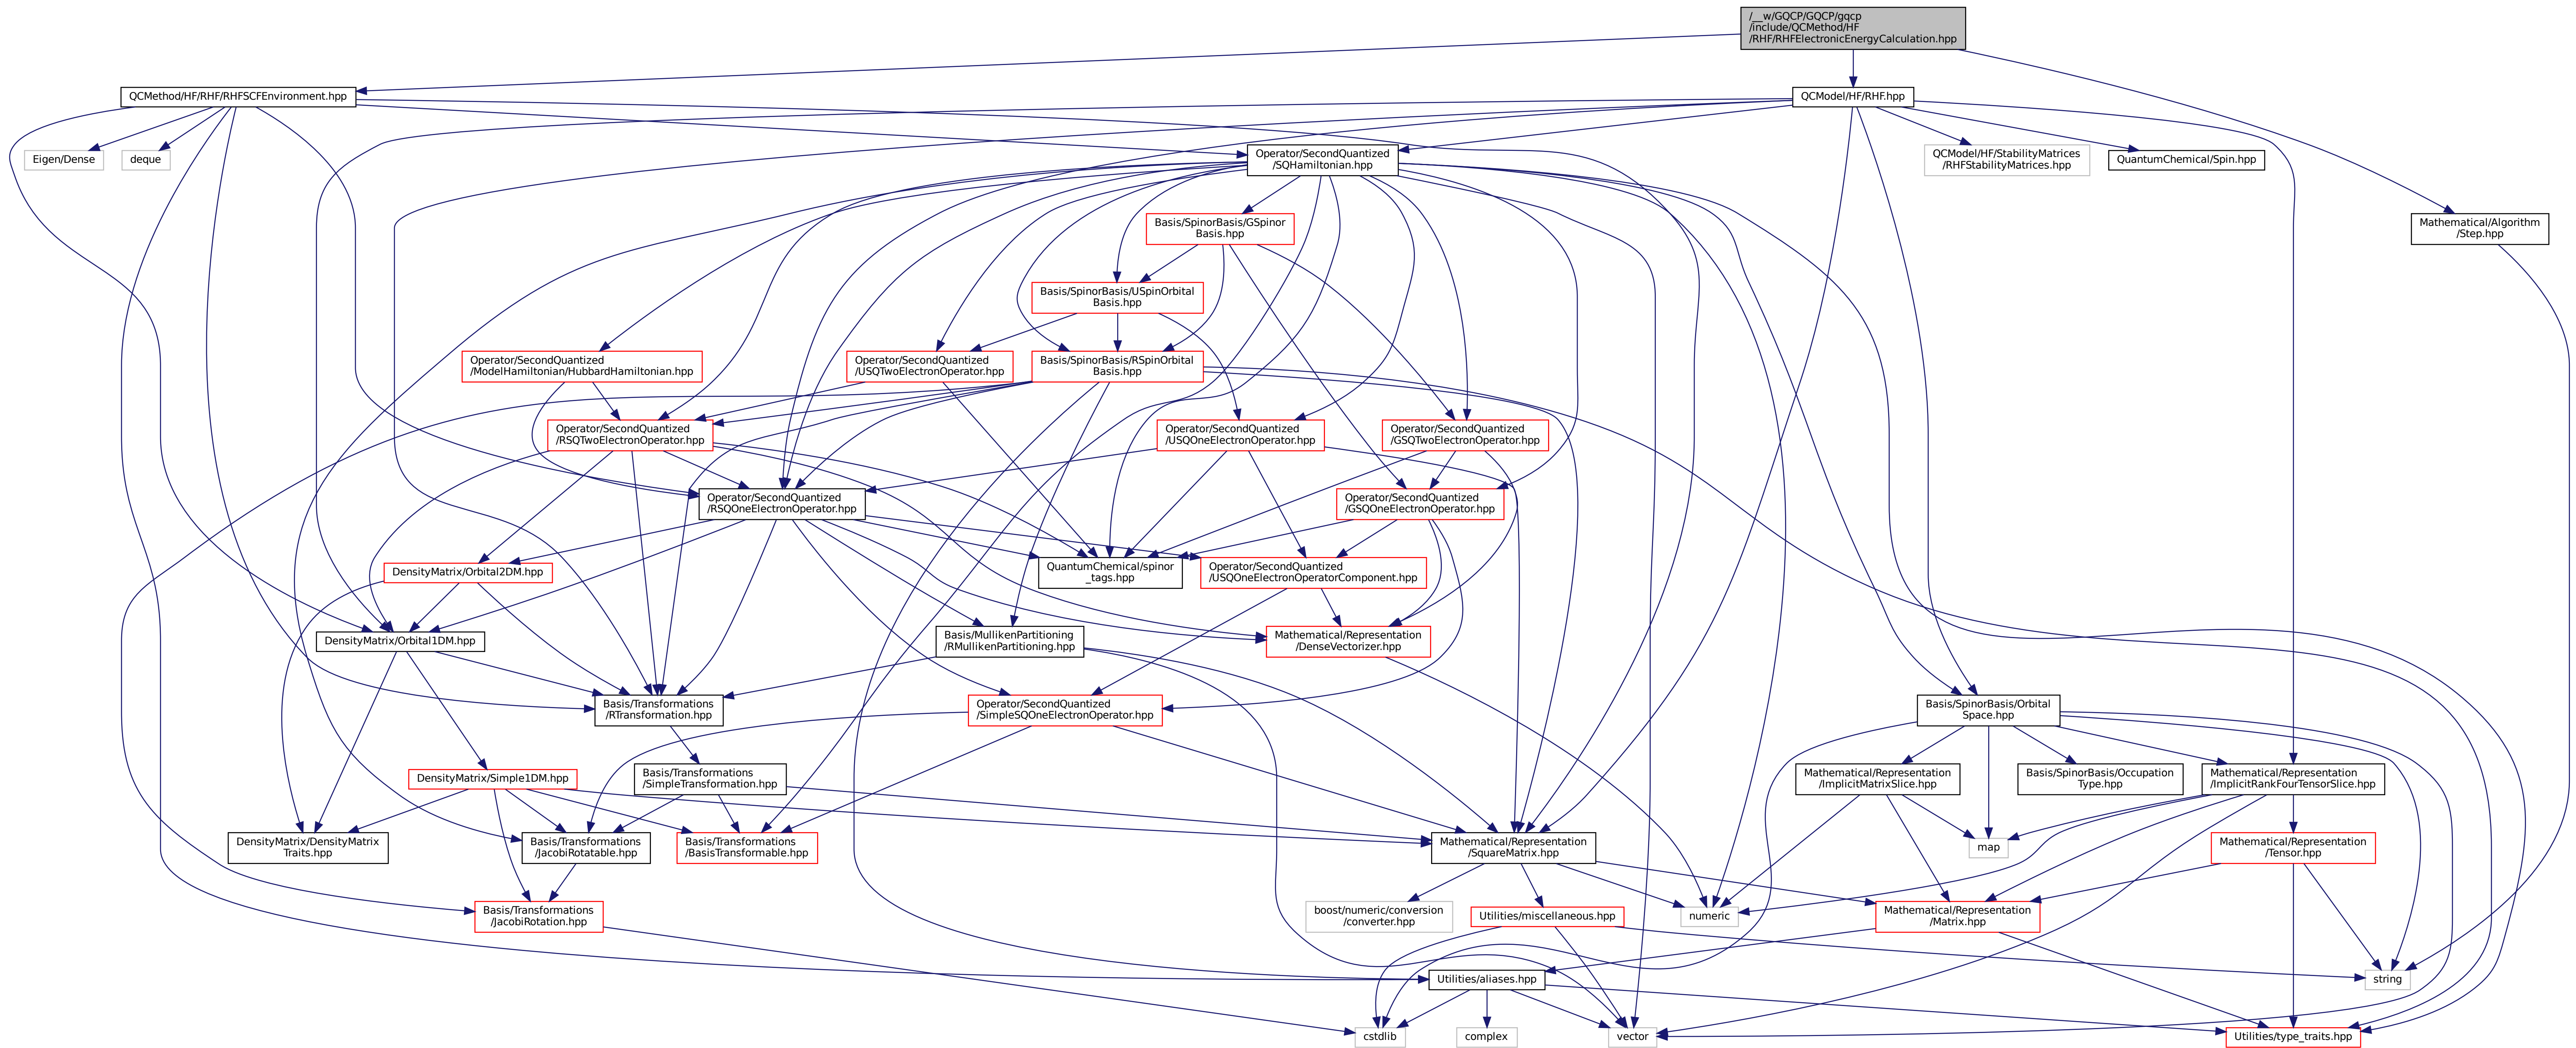 /__w/GQCP/GQCP/gqcp
/include/QCMethod/HF
/RHF/RHFElectronicEnergyCalculation.hpp
QCMethod/HF/RHF/RHFSCFEnvironment.hpp
QCModel/HF/RHF.hpp
Eigen/Dense
deque
Operator/SecondQuantized
/SQHamiltonian.hpp
QCModel/HF/StabilityMatrices
/RHFStabilityMatrices.hpp
QuantumChemical/Spin.hpp
Basis/SpinorBasis/GSpinor
Basis.hpp
Mathematical/Algorithm
/Step.hpp
Basis/SpinorBasis/USpinOrbital
Basis.hpp
Operator/SecondQuantized
/ModelHamiltonian/HubbardHamiltonian.hpp
Operator/SecondQuantized
/USQTwoElectronOperator.hpp
Basis/SpinorBasis/RSpinOrbital
Basis.hpp
Operator/SecondQuantized
/RSQTwoElectronOperator.hpp
Operator/SecondQuantized
/USQOneElectronOperator.hpp
Operator/SecondQuantized
/GSQTwoElectronOperator.hpp
Operator/SecondQuantized
/RSQOneElectronOperator.hpp
Operator/SecondQuantized
/GSQOneElectronOperator.hpp
DensityMatrix/Orbital2DM.hpp
QuantumChemical/spinor
_tags.hpp
Operator/SecondQuantized
/USQOneElectronOperatorComponent.hpp
DensityMatrix/Orbital1DM.hpp
Basis/MullikenPartitioning
/RMullikenPartitioning.hpp
Mathematical/Representation
/DenseVectorizer.hpp
Basis/Transformations
/RTransformation.hpp
Operator/SecondQuantized
/SimpleSQOneElectronOperator.hpp
Basis/SpinorBasis/Orbital
Space.hpp
DensityMatrix/Simple1DM.hpp
Basis/Transformations
/SimpleTransformation.hpp
Mathematical/Representation
/ImplicitMatrixSlice.hpp
Basis/SpinorBasis/Occupation
Type.hpp
Mathematical/Representation
/ImplicitRankFourTensorSlice.hpp
DensityMatrix/DensityMatrix
Traits.hpp
Basis/Transformations
/JacobiRotatable.hpp
Basis/Transformations
/BasisTransformable.hpp
Mathematical/Representation
/SquareMatrix.hpp
map
Mathematical/Representation
/Tensor.hpp
Basis/Transformations
/JacobiRotation.hpp
boost/numeric/conversion
/converter.hpp
Utilities/miscellaneous.hpp
numeric
Mathematical/Representation
/Matrix.hpp
Utilities/aliases.hpp
string
cstdlib
complex
vector
Utilities/type_traits.hpp